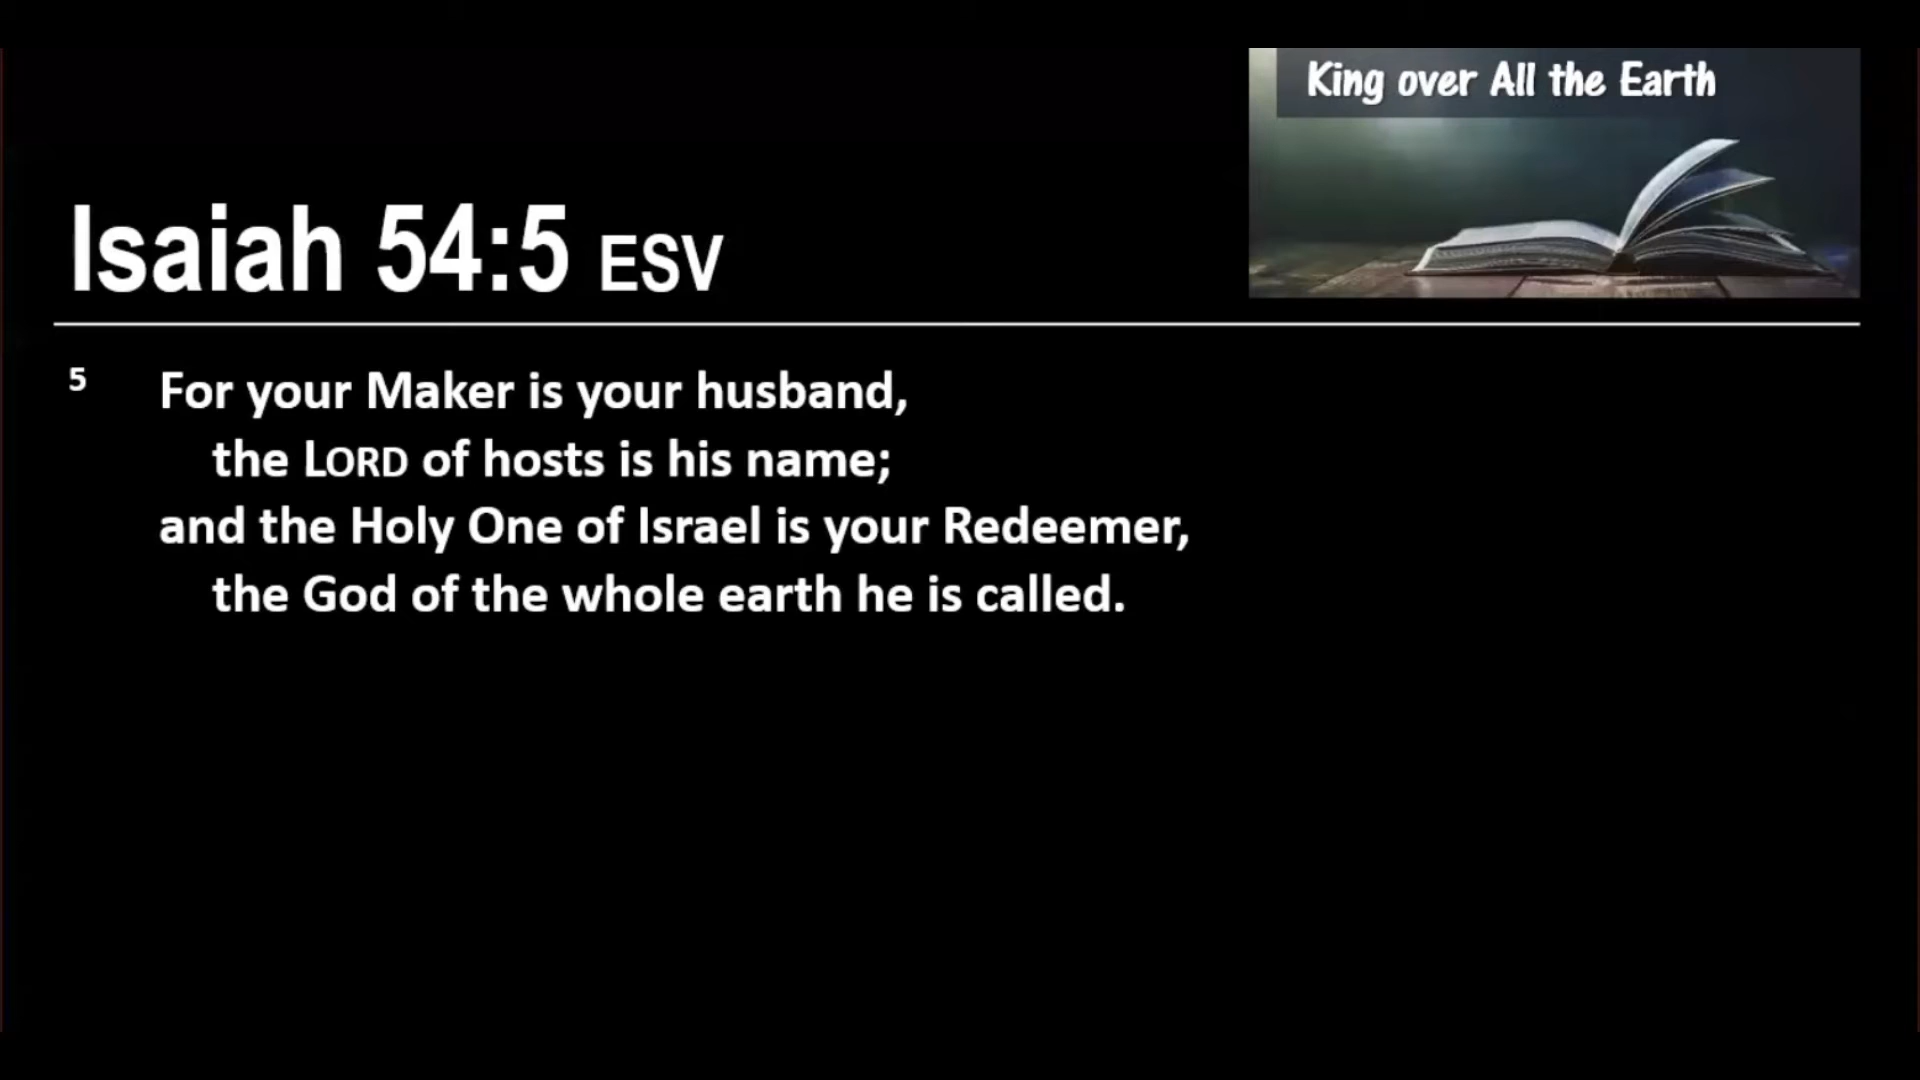 King over All the Earth
Isaiah 54:5 ESV
5 For your Maker is your husband,
the LORD of hosts is his name;
and the Holy One of Israel is your Redeemer,
the God of the whole earth he is called.